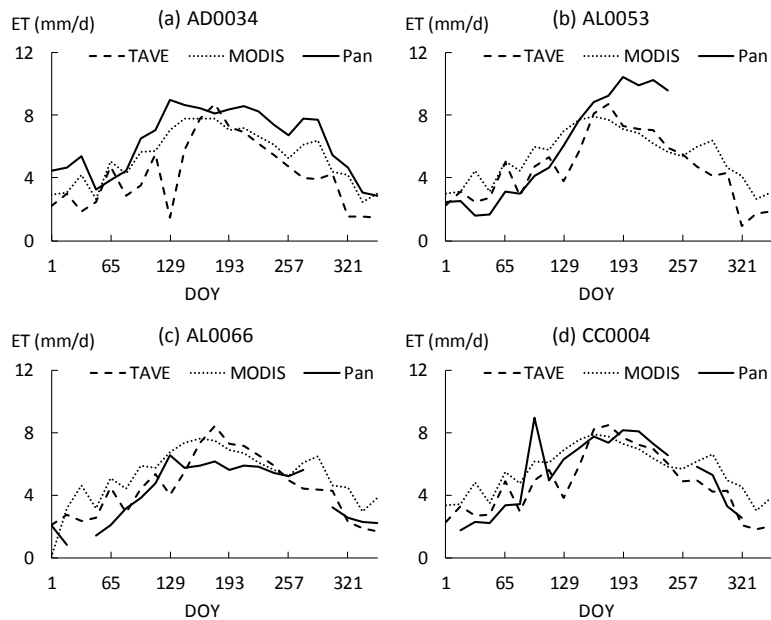 ET (mm/d) (a) AD0034
TAVE MODIS Pan
12
8
4
0
1 65 129 193 257 321
DOY
ET (mm/d) (b) AL0053
TAVE MODIS Pan
12
8
4
0
1 65 129 193 257 321
DOY
ET (mm/d) (c) AL0066
TAVE MODIS Pan
12
8
4
0
1 65 129 193 257 321
DOY
ET (mm/d) (d) CC0004
TAVE MODIS Pan
12
8
4
0
1 65 129 193 257 321
DOY